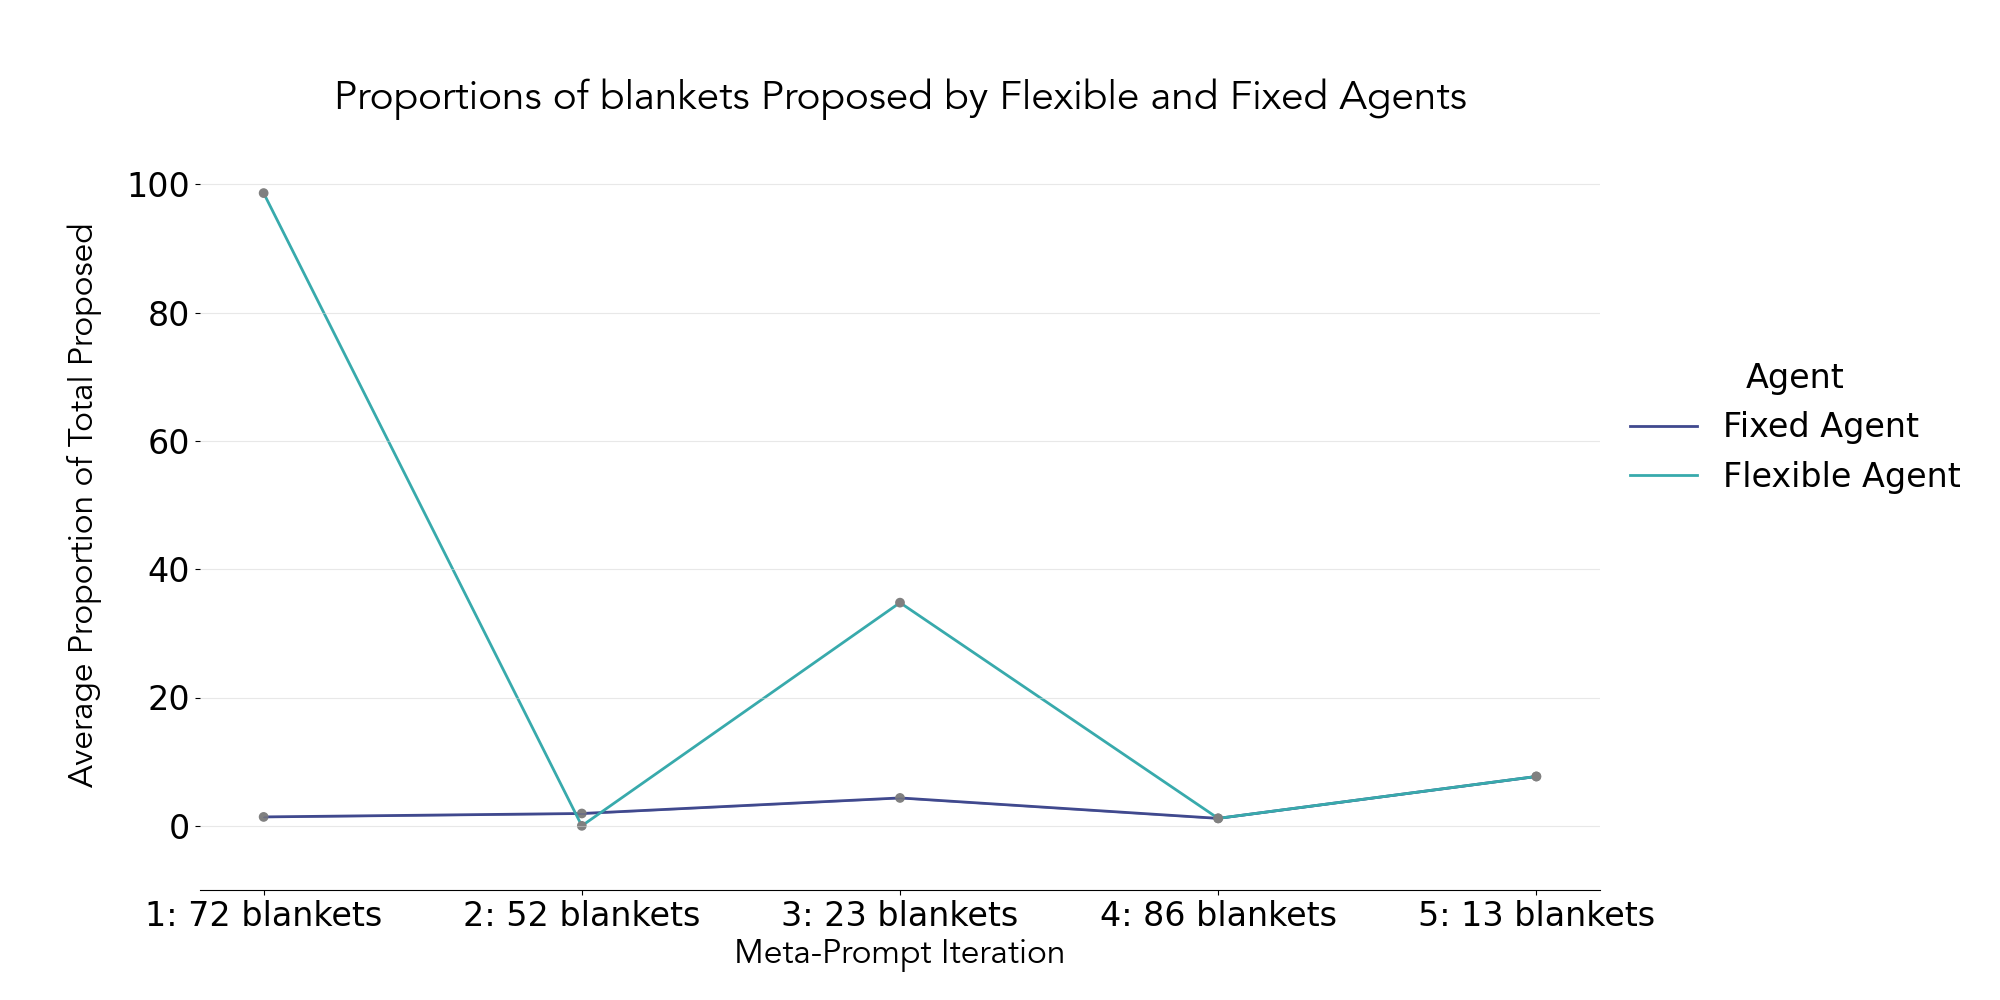 Proportions of blankets Proposed by Flexible and Fixed Agents
Average Proportion of Total Proposed
100
80
60
40
20
0
1: 72 blankets
2: 52 blankets
3: 23 blankets
4: 86 blankets
5: 13 blankets
Meta-Prompt Iteration
Agent
Fixed Agent
Flexible Agent